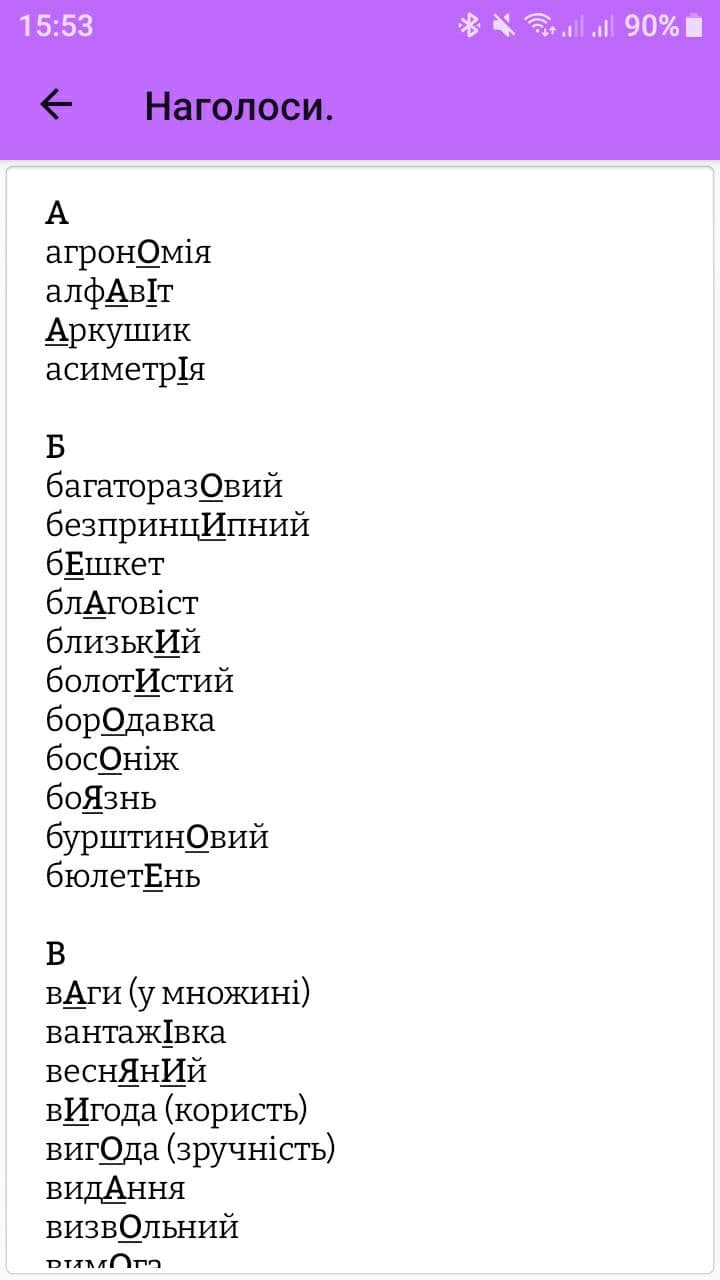 15:53
90%
Наголоси.
А
агронОмія
алфАвІт
Аркушик
асиметрІя
Б
багаторазОвий
безпринцИпний
бЕшкет
блАговіст
близькИй
болотИстий
борОдавка
босОніж
боЯзнь
бурштинОвий
бюлетЕнь
В
вАги (у множині)
вантажІвка
веснЯнИй
вИгода (користь)
вигОда (зручність)
видАння
визвОльний
вимОга